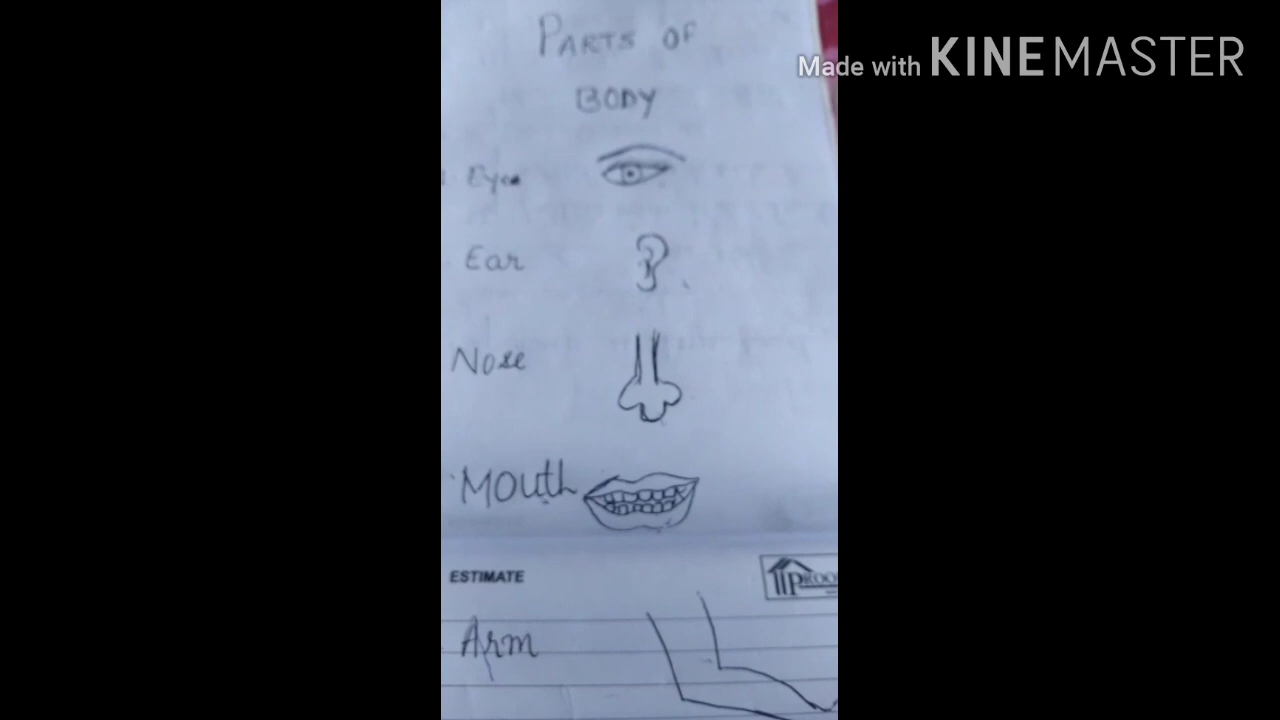 PARTS OF
BODY
Made with KINEMASTER
Eye
Ear
Nose
Mouth
ESTIMATE
Arm